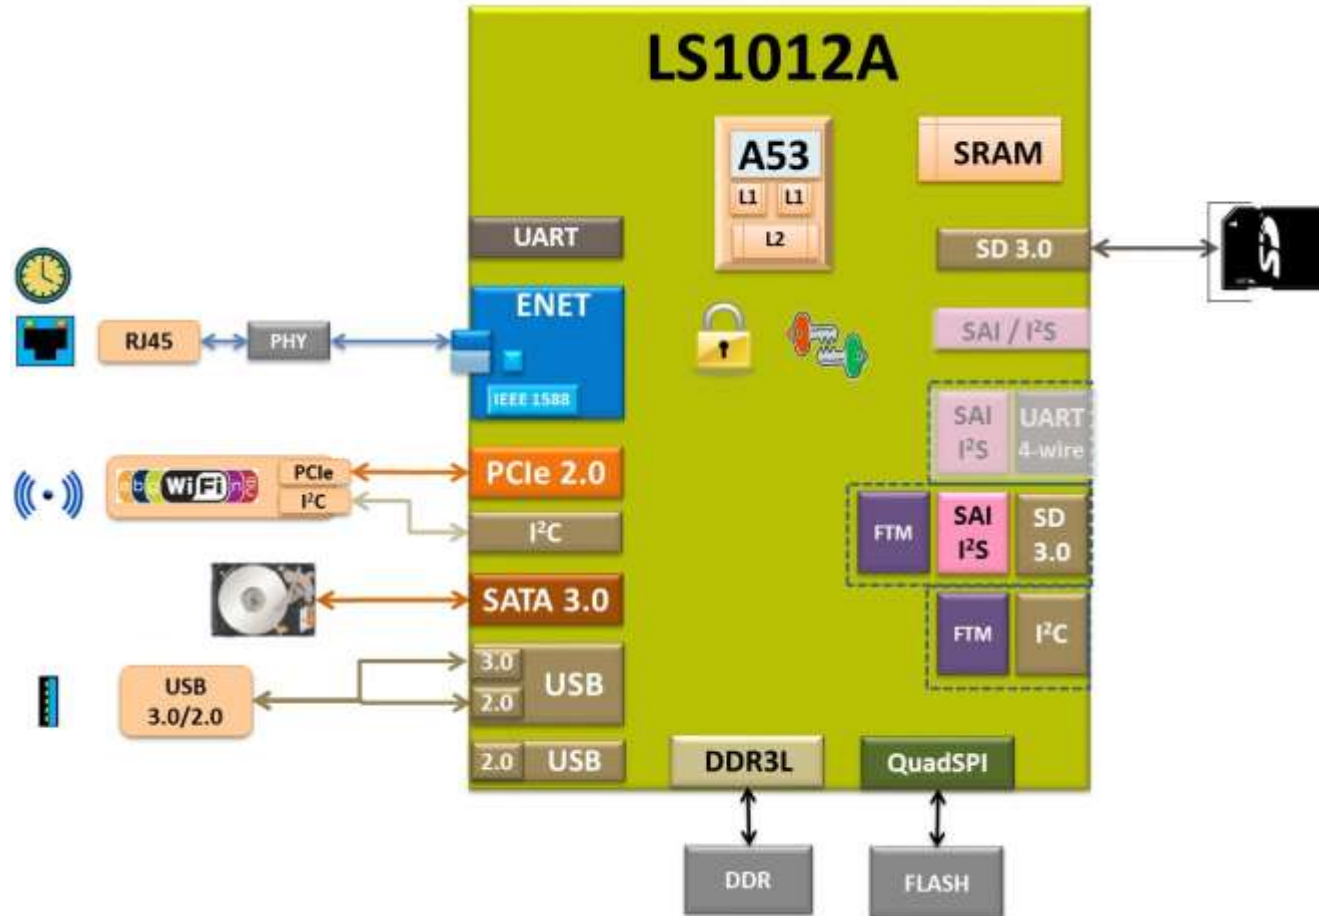 LS1012A
A53
L1 L1
L2
SRAM
UART
SD 3.0
ENET
IEEE 1588
RJ45
PHY
SAI / I²S
SAI
I²S
UART
4-wire
WiFi
PCIe
I²C
PCIe 2.0
I²C
FTM
SAI
I²S
SD
3.0
SATA 3.0
FTM
I²C
USB
3.0/2.0
3.0
2.0
USB
2.0 USB
DDR3L
QuadSPI
DDR
FLASH